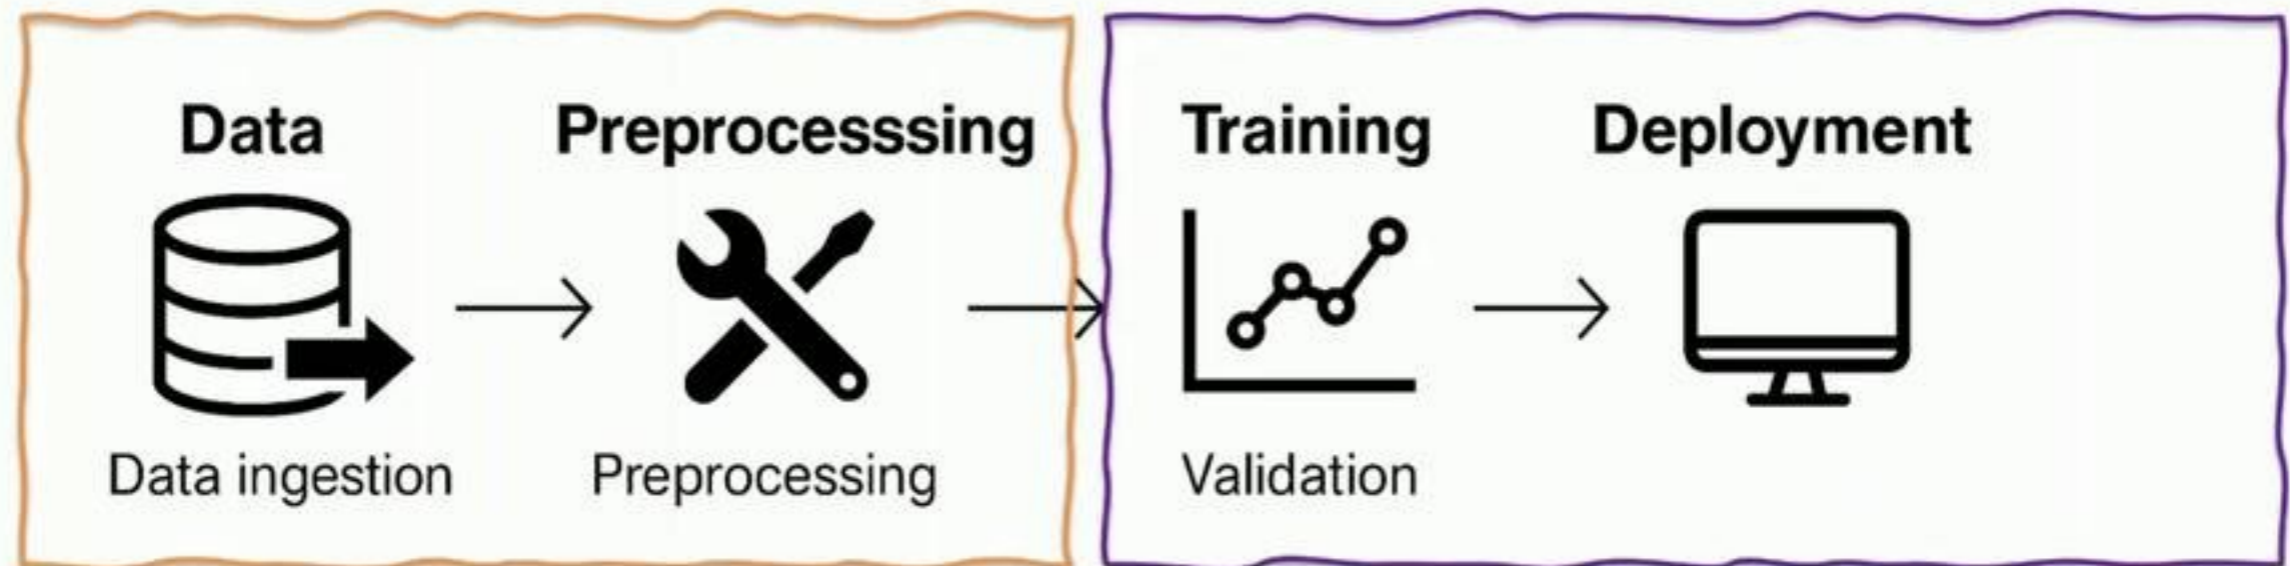 Data
Preprocesssing
Training
Deployment
Data ingestion
Preprocessing
Validation